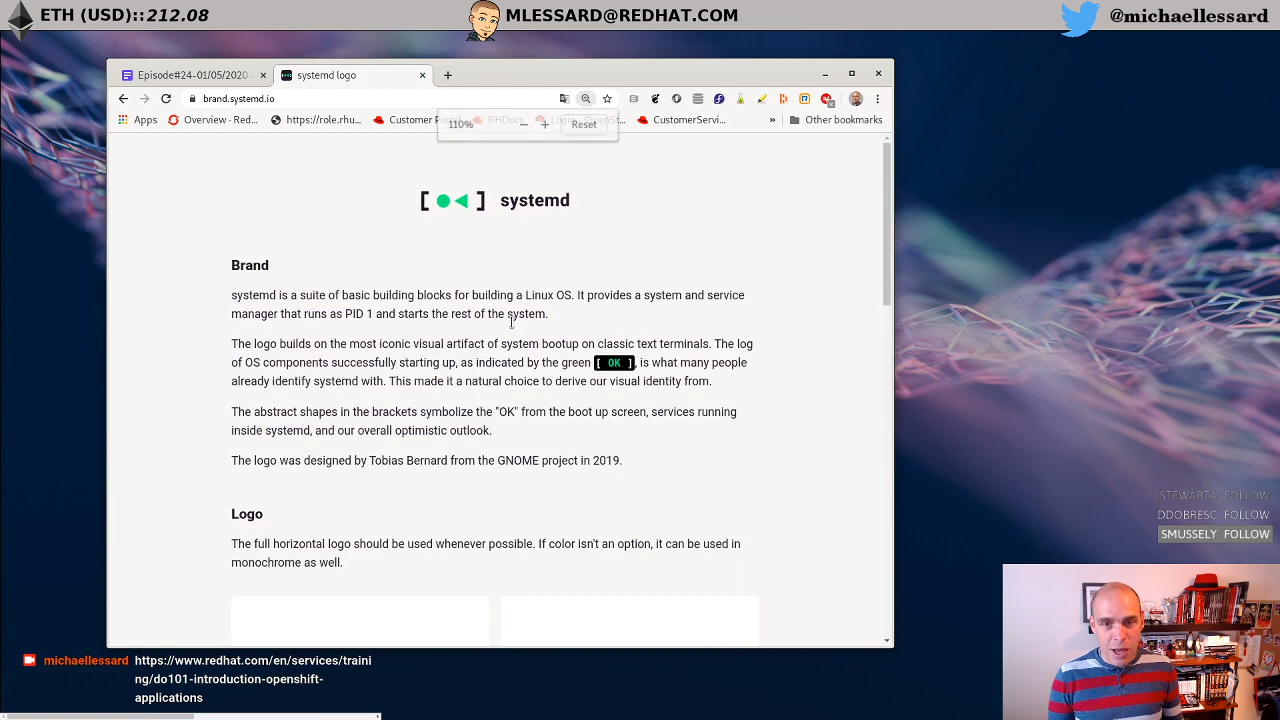 ETH (USD)::212.08
MLESSARD@REDHAT.COM
@michaellessard
Episode#24-01/05/2020
systemd logo
brand.systemd.io
110%
Reset
Apps
Overview - Red...
https://role.rhu...
Customer Portal
RHDocs
Login - OpenSt...
CustomerServi...
»
Other bookmarks
[ ] systemd
Brand
systemd is a suite of basic building blocks for building a Linux OS. It provides a system and service
manager that runs as PID 1 and starts the rest of the system.
The logo builds on the most iconic visual artifact of system bootup on classic text terminals. The log
of OS components successfully starting up, as indicated by the green [ OK ], is what many people
already identify systemd with. This made it a natural choice to derive our visual identity from.
The abstract shapes in the brackets symbolize the "OK" from the boot up screen, services running
inside systemd, and our overall optimistic outlook.
The logo was designed by Tobias Bernard from the GNOME project in 2019.
Logo
The full horizontal logo should be used whenever possible. If color isn't an option, it can be used in
monochrome as well.
LSTEWARTA FOLLOW
DDOBRESC FOLLOW
SMUSSELY FOLLOW
michaellessard https://www.redhat.com/en/services/traini
ng/do101-introduction-openshift-
applications